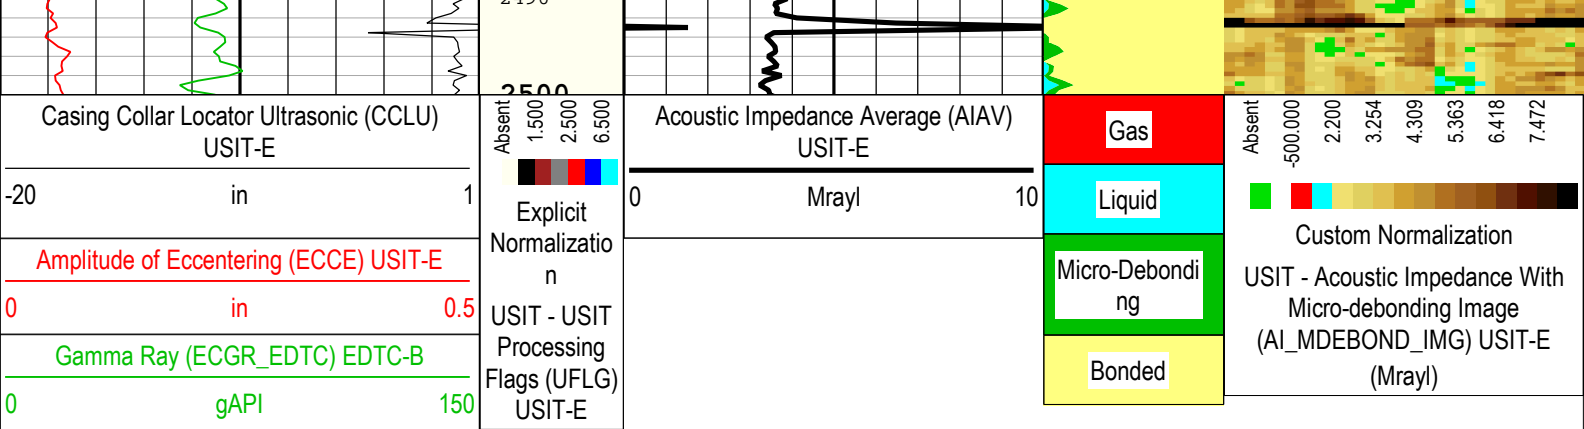 2490
2500
Casing Collar Locator Ultrasonic (CCLU)
USIT-E
-20 in 1
Amplitude of Eccentering (ECCE) USIT-E
0 in 0.5
Gamma Ray (ECGR_EDTC) EDTC-B
0 gAPI 150
Absent 1.500 2.500 6.500
Explicit
Normalizatio
n
USIT - USIT
Processing
Flags (UFLG)
USIT-E
Acoustic Impedance Average (AIAV)
USIT-E
0 Mrayl 10
Gas
Liquid
Micro-Debondi
ng
Bonded
Absent -500.000 2.200 3.254 4.309 5.363 6.418 7.472
Custom Normalization
USIT - Acoustic Impedance With
Micro-debonding Image
(AI_MDEBOND_IMG) USIT-E
(Mrayl)